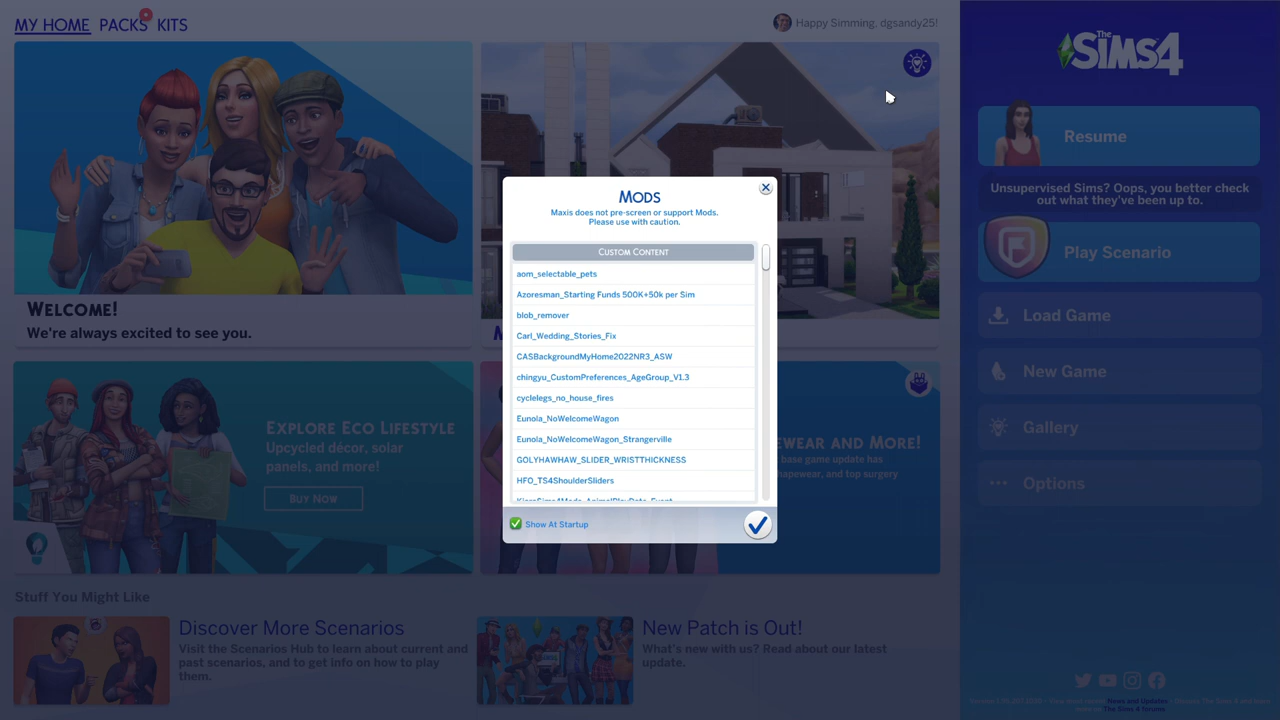 MY HOME PACKS KITS
Happy Simming, dgsandy25!
The SiMS 4
Resume
Unsupervised Sims? Oops, you better check
out what they've been up to.
Play Scenario
Load Game
New Game
Gallery
Options
WELCOME!
We're always excited to see you.
EXPLORE ECO LIFESTYLE
Upcycled décor, solar
panels, and more!
BUY NOW
EWEAR AND MORE!
base game update has
hapewear, and top surgery
MODS
Maxis does not pre-screen or support Mods.
Please use with caution.
CUSTOM CONTENT
aom_selectable_pets
Azoresman_Starting Funds 500K+50k per Sim
blob_remover
Carl_Wedding_Stories_Fix
CASBackgroundMyHome2022NR3_ASW
chingyu_CustomPreferences_AgeGroup_V1.3
cyclelegs_no_house_fires
Eunola_NoWelcomeWagon
Eunola_NoWelcomeWagon_Strangerville
GOLYHAWHAW_SLIDER_WRISTTHICKNESS
HFO_TS4ShoulderSliders
Show At Startup
Stuff You Might Like
Discover More Scenarios
Visit the Scenarios Hub to learn about current and
past scenarios, and to get info on how to play
them.
New Patch is Out!
What's new with us? Read about our latest
update.
News and Updates
The Sims 4 forums